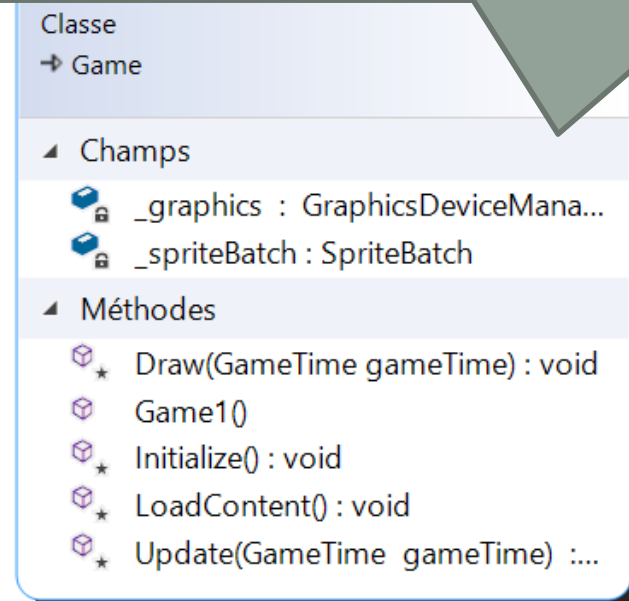 Classe
Game
Champs
_graphics : GraphicsDeviceMana...
_spriteBatch : SpriteBatch
Méthodes
Draw(GameTime gameTime) : void
Game1()
Initialize() : void
LoadContent() : void
Update(GameTime gameTime) :...